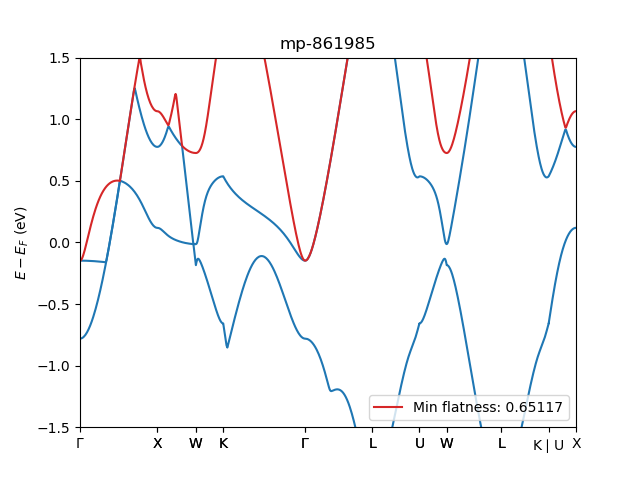 mp-861985
E − E_F (eV)
1.5
1.0
0.5
0.0
−0.5
−1.0
−1.5
Min flatness: 0.65117
Γ X W K Γ L U W L K | U X